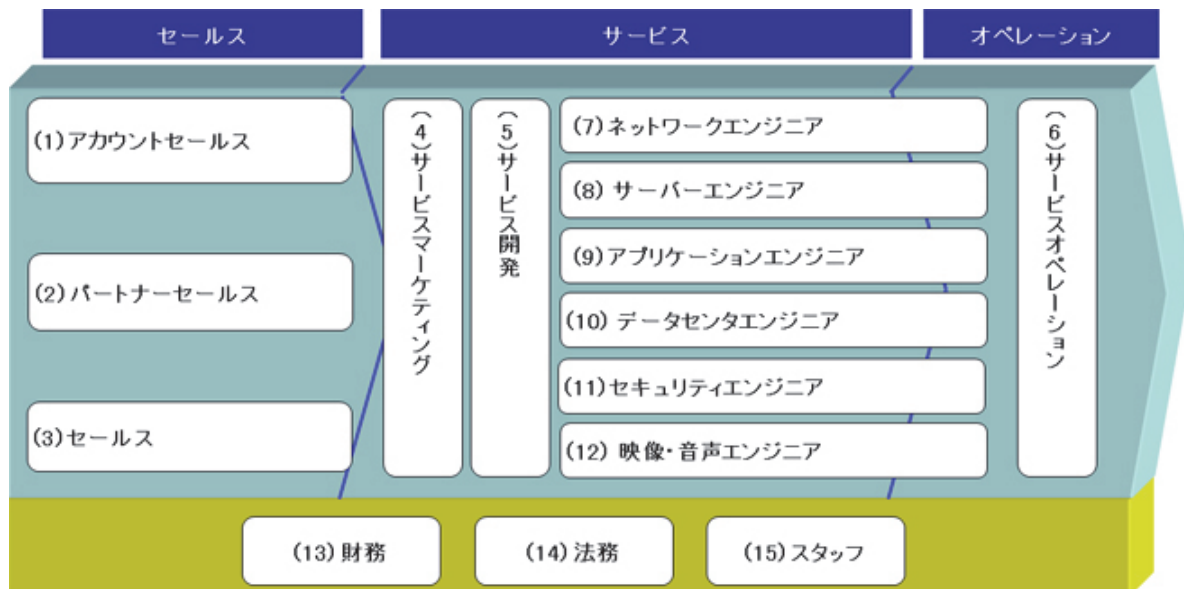 セールス
サービス
オペレーション
(1)アカウントセールス
(2)パートナーセールス
(3)セールス
(4)サービスマーケティング
(5)サービス開発
(7)ネットワークエンジニア
(8) サーバーエンジニア
(9)アプリケーションエンジニア
(10) データセンタエンジニア
(11)セキュリティエンジニア
(12) 映像・音声エンジニア
(6)サービスオペレーション
(13)財務
(14)法務
(15)スタッフ